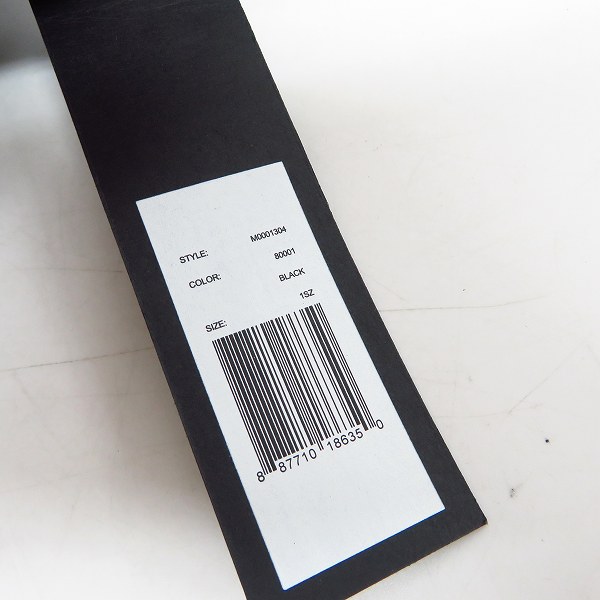 STYLE: M0001304
COLOR: 80001
BLACK
SIZE: 1SZ
8 87710 18635 0